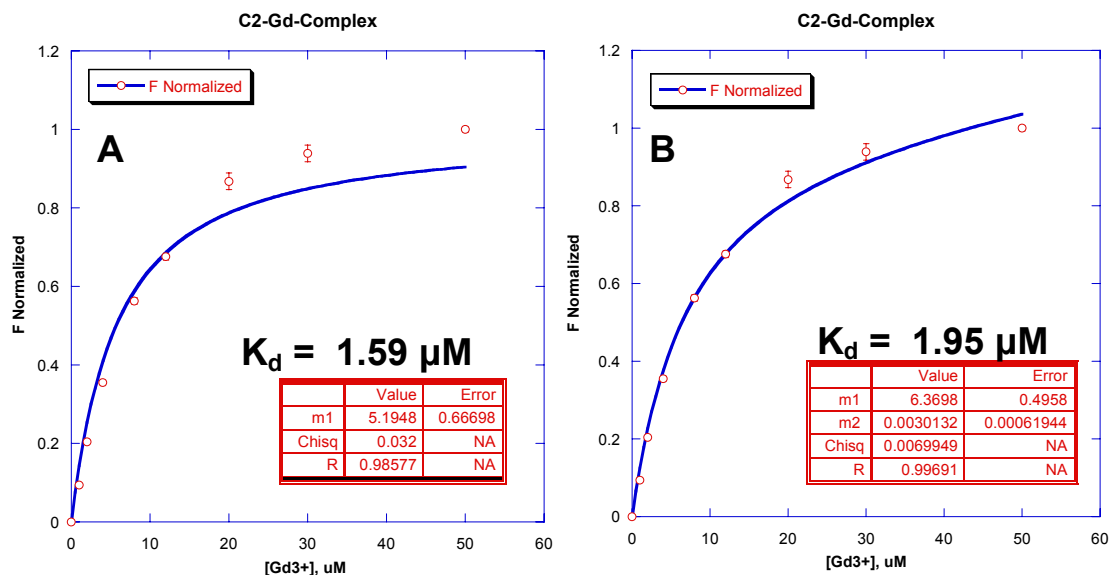 C2-Gd-Complex
1.2
F Normalized
A
1
0.8
0.6
0.4
0.2
0
F Normalized
Kd = 1.59 µM
Value Error
m1 5.1948 0.66698
Chisq 0.032 NA
R 0.98577 NA
0 10 20 30 40 50 60
[Gd3+], uM
C2-Gd-Complex
1.2
F Normalized
B
1
0.8
0.6
0.4
0.2
0
F Normalized
Kd = 1.95 µM
Value Error
m1 6.3698 0.4958
m2 0.0030132 0.00061944
Chisq 0.0069949 NA
R 0.99691 NA
0 10 20 30 40 50 60
[Gd3+], uM